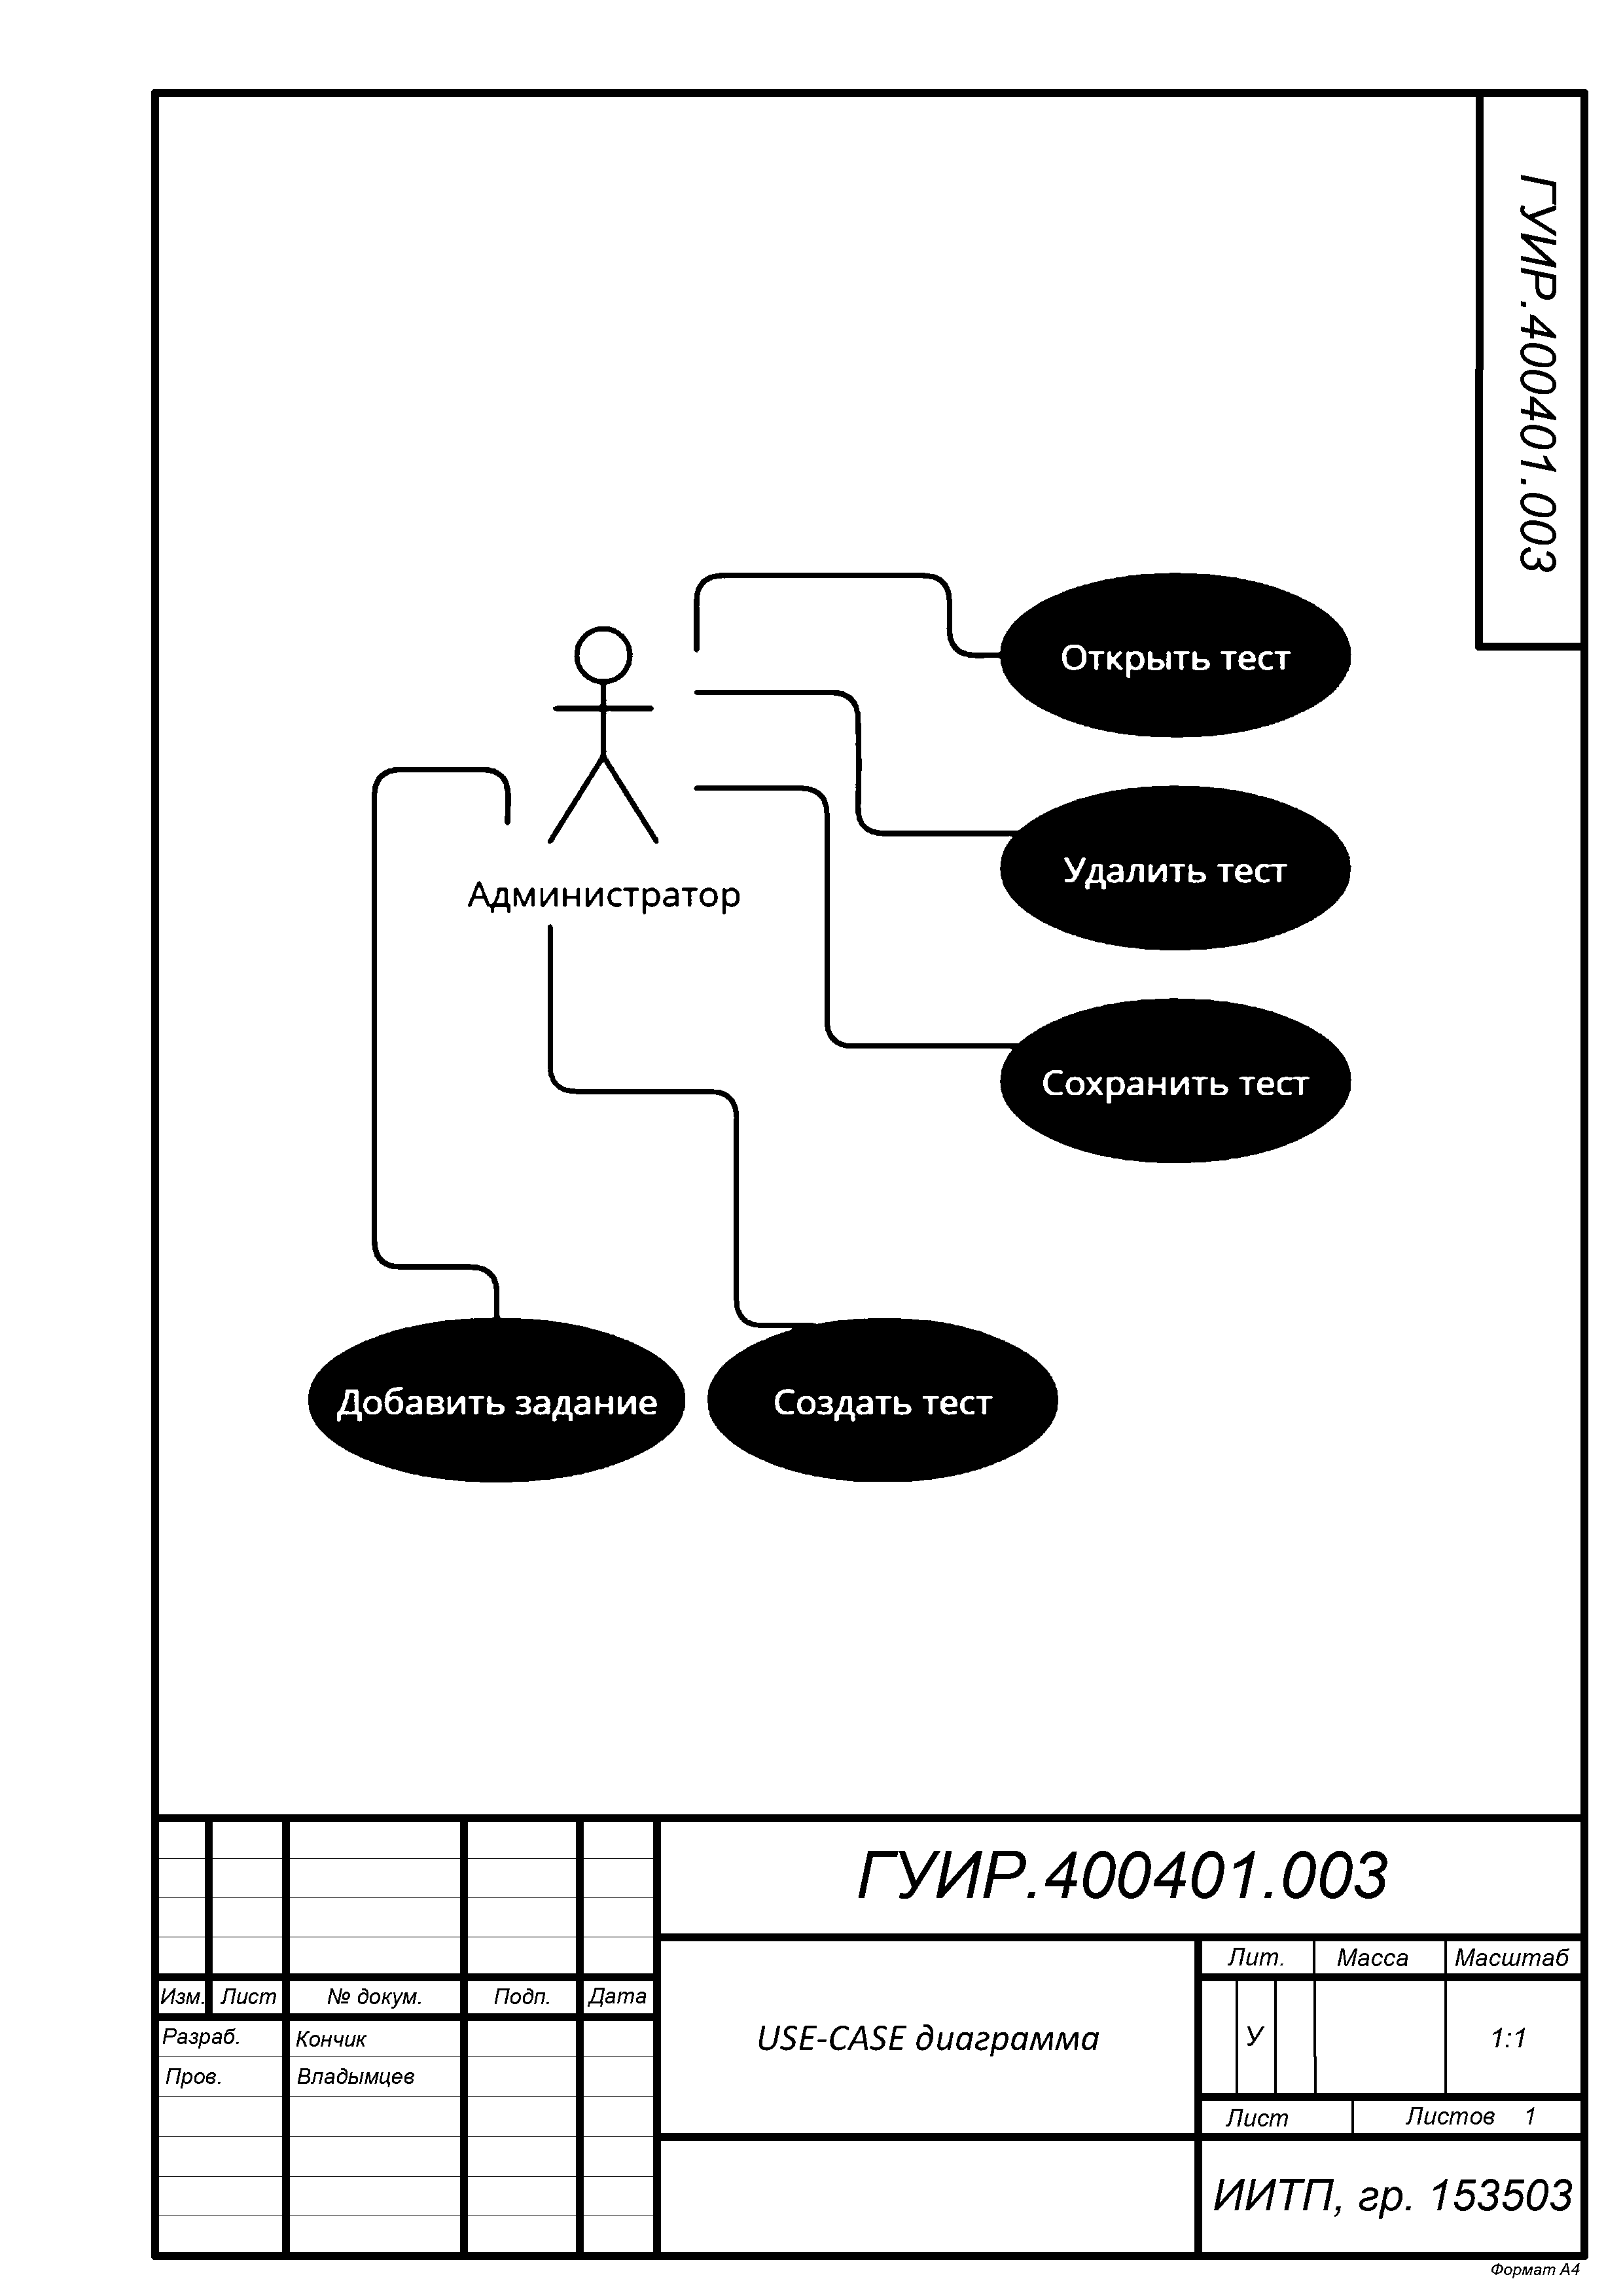 ГУИР.400401.003
Открыть тест
Удалить тест
Администратор
Сохранить тест
Добавить задание
Создать тест
ГУИР.400401.003
Лит. Масса Масштаб
Изм. Лист № докум. Подп. Дата
Разраб. Кончик
USE-CASE диаграмма
У 1:1
Пров. Владымцев
Лист Листов 1
ИИТП, гр. 153503
Формат А4